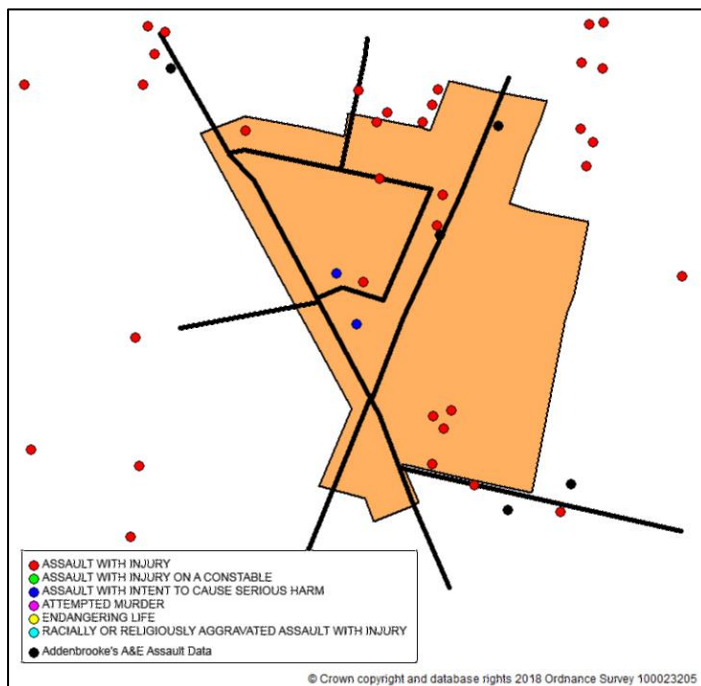 ASSAULT WITH INJURY
ASSAULT WITH INJURY ON A CONSTABLE
ASSAULT WITH INTENT TO CAUSE SERIOUS HARM
ATTEMPTED MURDER
ENDANGERING LIFE
RACIALLY OR RELIGIOUSLY AGGRAVATED ASSAULT WITH INJURY
Addenbrooke's A&E Assault Data
© Crown copyright and database rights 2018 Ordnance Survey 100023205